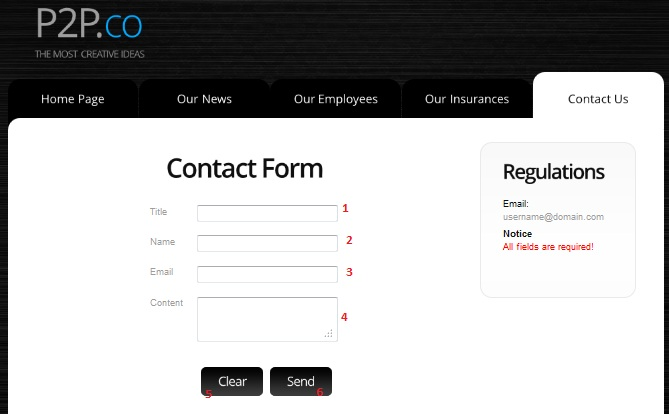 P2P.CO
THE MOST CREATIVE IDEAS
Home Page
Our News
Our Employees
Our Insurances
Contact Us
Contact Form
Title 1
Name 2
Email 3
Content 4
Clear 5
Send 6
Regulations
Email:
username@domain.com
Notice
All fields are required!